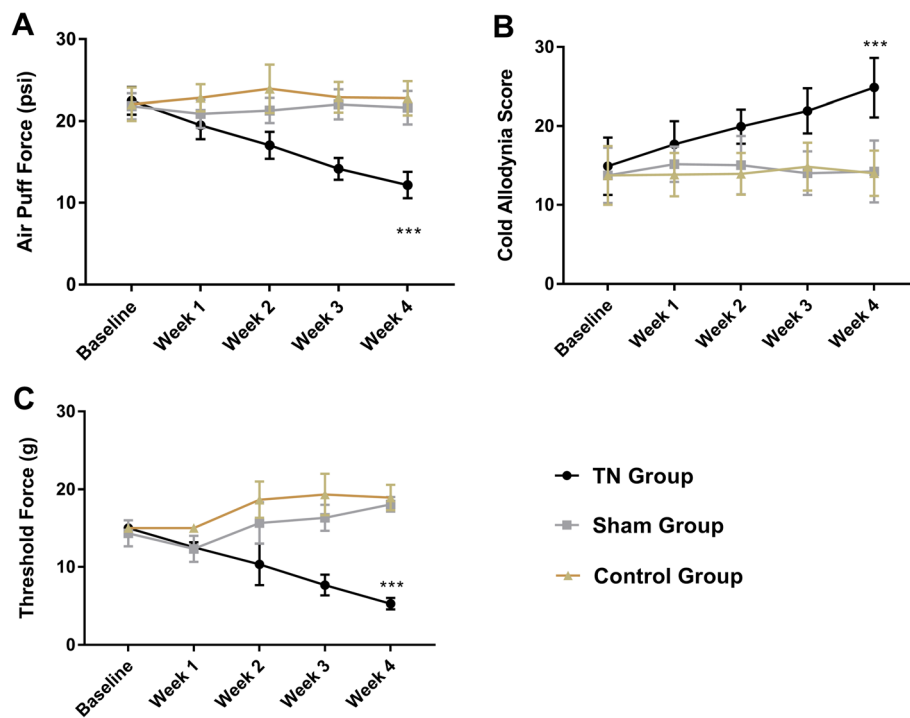 A
Air Puff Force (psi)
30
20
10
0
***
Baseline
Week 1
Week 2
Week 3
Week 4
B
Cold Allodynia Score
30
20
10
0
***
Baseline
Week 1
Week 2
Week 3
Week 4
C
Threshold Force (g)
30
20
10
0
***
Baseline
Week 1
Week 2
Week 3
Week 4
TN Group
Sham Group
Control Group